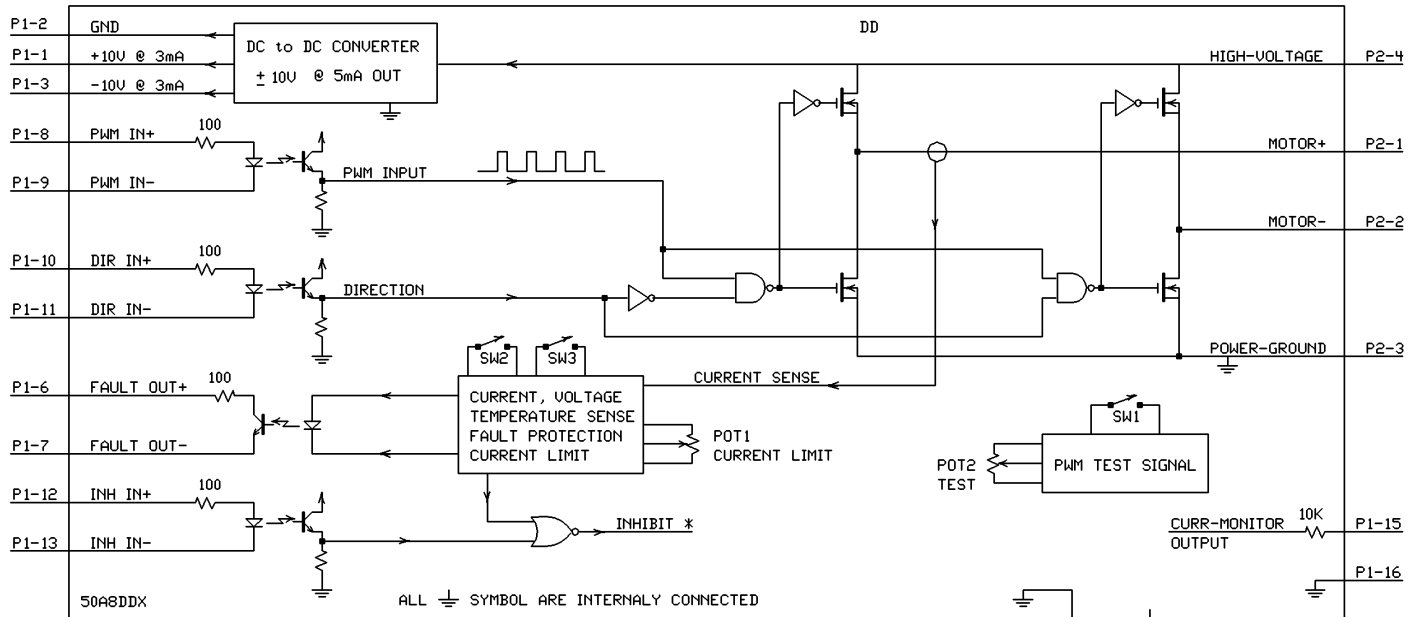 P1-2 GND
P1-1 +10V @ 3mA
P1-3 -10V @ 3mA
DC to DC CONVERTER
± 10V @ 5mA OUT
DD
HIGH-VOLTAGE P2-4
P1-8 PWM IN+ 100
P1-9 PWM IN-
PWM INPUT
MOTOR+ P2-1
MOTOR- P2-2
P1-10 DIR IN+ 100
P1-11 DIR IN-
DIRECTION
POWER-GROUND P2-3
SW2 SW3
P1-6 FAULT OUT+ 100
P1-7 FAULT OUT-
CURRENT, VOLTAGE
TEMPERATURE SENSE
FAULT PROTECTION
CURRENT LIMIT
CURRENT SENSE
POT1
CURRENT LIMIT
SW1
POT2
TEST
PWM TEST SIGNAL
P1-12 INH IN+ 100
P1-13 INH IN-
INHIBIT *
CURR-MONITOR
OUTPUT
10K
P1-15
P1-16
50A8DDX
ALL SYMBOL ARE INTERNALY CONNECTED